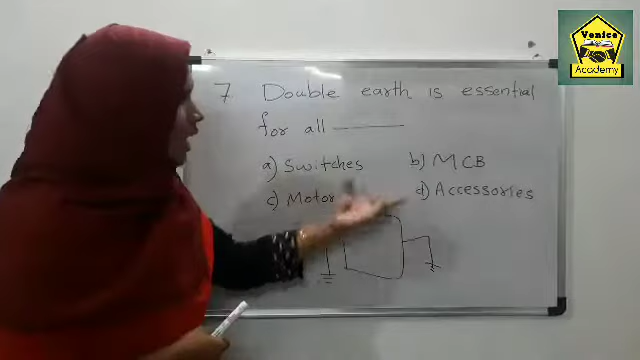 Venice
Academy
7 Double earth is essential
for all
a) Switches b) MCB
c) Motor d) Accessories